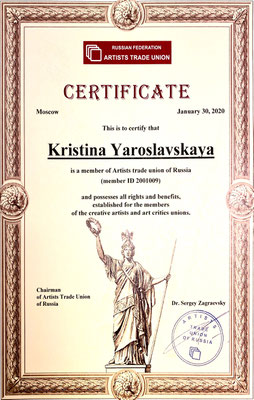 RUSSIAN FEDERATION
ARTISTS TRADE UNION
CERTIFICATE
Moscow January 30, 2020
This is to certify that
Kristina Yaroslavskaya
is a member of Artists trade union of Russia
(member ID 2001009)
and possesses all rights and benefits,
established for the members
of the creative artists and art critics unions.
Chairman
of Artists Trade Union
of Russia
Dr. Sergey Zagraevsky
ARTISTS
TRADE
UNION
OF RUSSIA